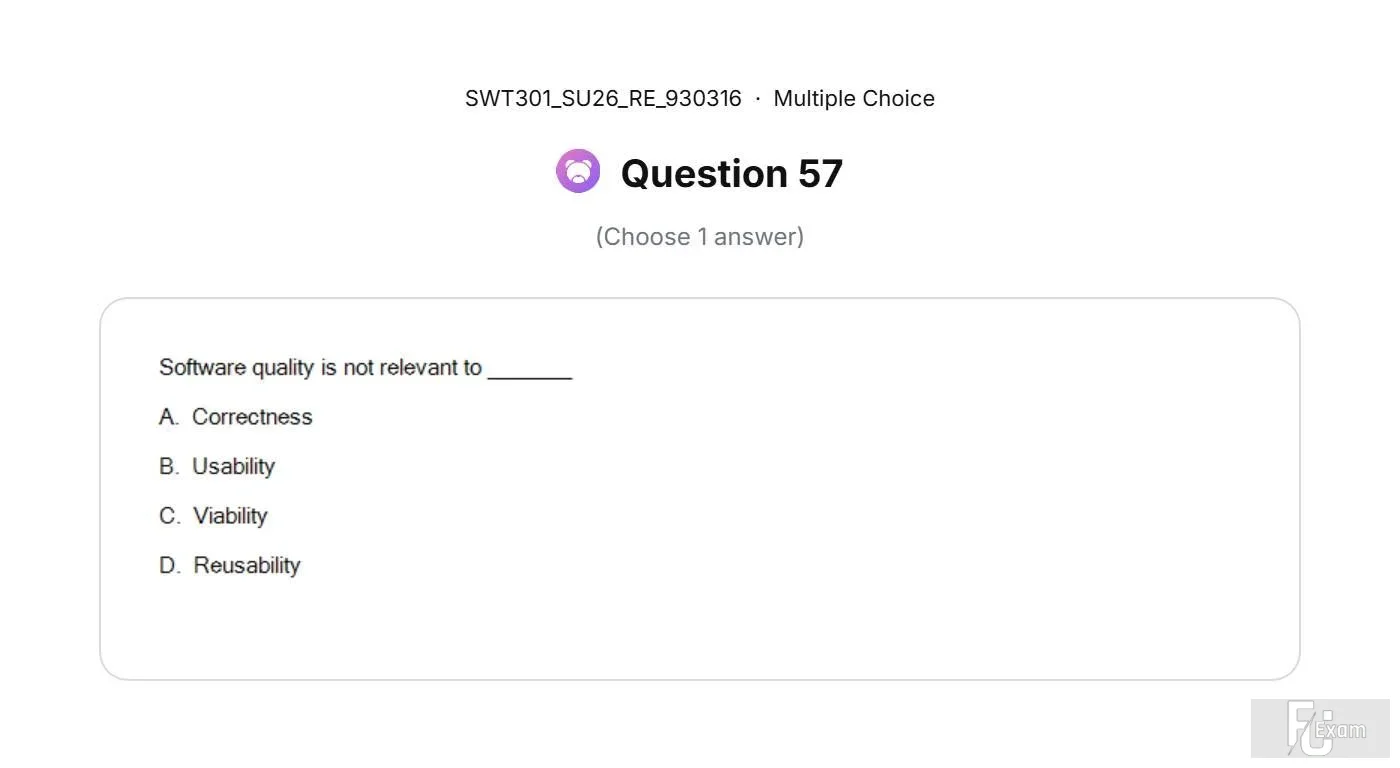 SWT301_SU26_RE_930316 · Multiple Choice
Question 57
(Choose 1 answer)
Software quality is not relevant to _______
A. Correctness
B. Usability
C. Viability
D. Reusability
FU Exam